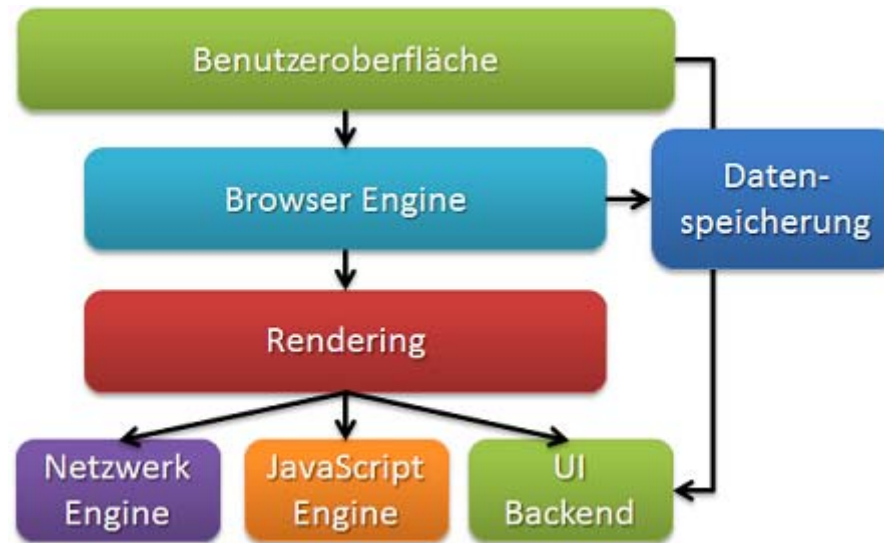 Benutzeroberfläche
Browser Engine
Daten-
speicherung
Rendering
Netzwerk
Engine
JavaScript
Engine
UI
Backend